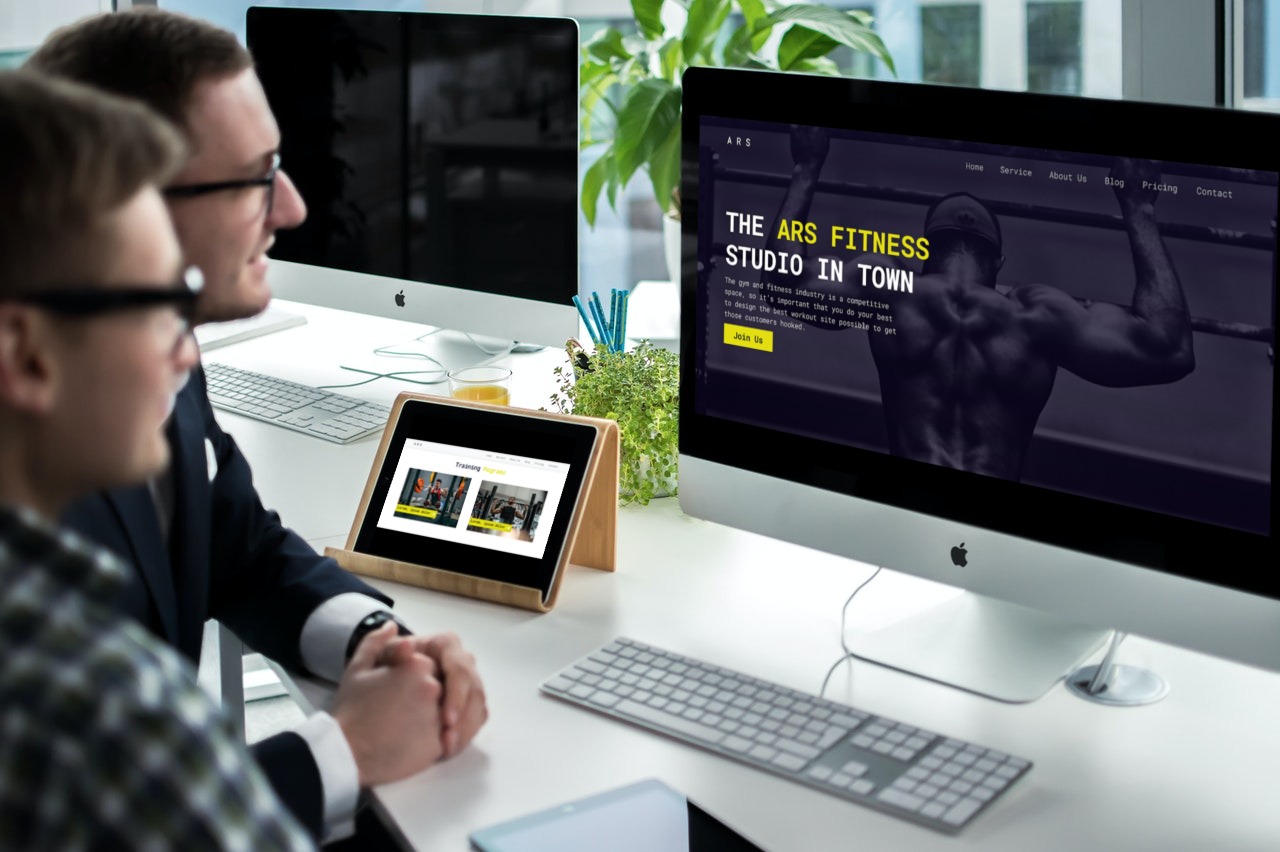 ARS
Home Service About Us Blog Pricing Contact
THE ARS FITNESS
STUDIO IN TOWN
The gym and fitness industry is a competitive
space, so it's important that you do your best
to design the best workout site possible to get
those customers hooked.
Join Us
Training